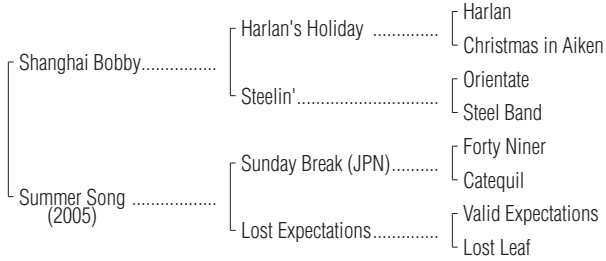 Harlan
Harlan's Holiday ..............
Christmas in Aiken
Shanghai Bobby................
Orientate
Steelin'..............................
Steel Band
Forty Niner
Sunday Break (JPN)..........
Catequil
Summer Song ..................
(2005)
Valid Expectations
Lost Expectations..............
Lost Leaf